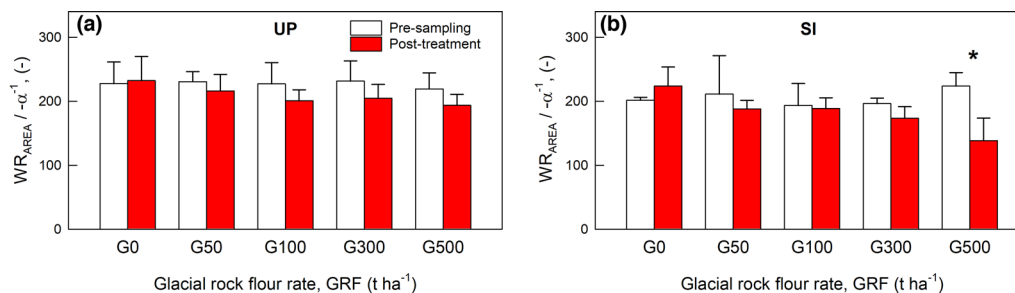 (a)
UP
Pre-sampling
Post-treatment
300
200
100
0
WR_AREA / -α⁻¹, (-)
G0 G50 G100 G300 G500
Glacial rock flour rate, GRF (t ha⁻¹)
(b)
SI
*
300
200
100
0
WR_AREA / -α⁻¹, (-)
G0 G50 G100 G300 G500
Glacial rock flour rate, GRF (t ha⁻¹)